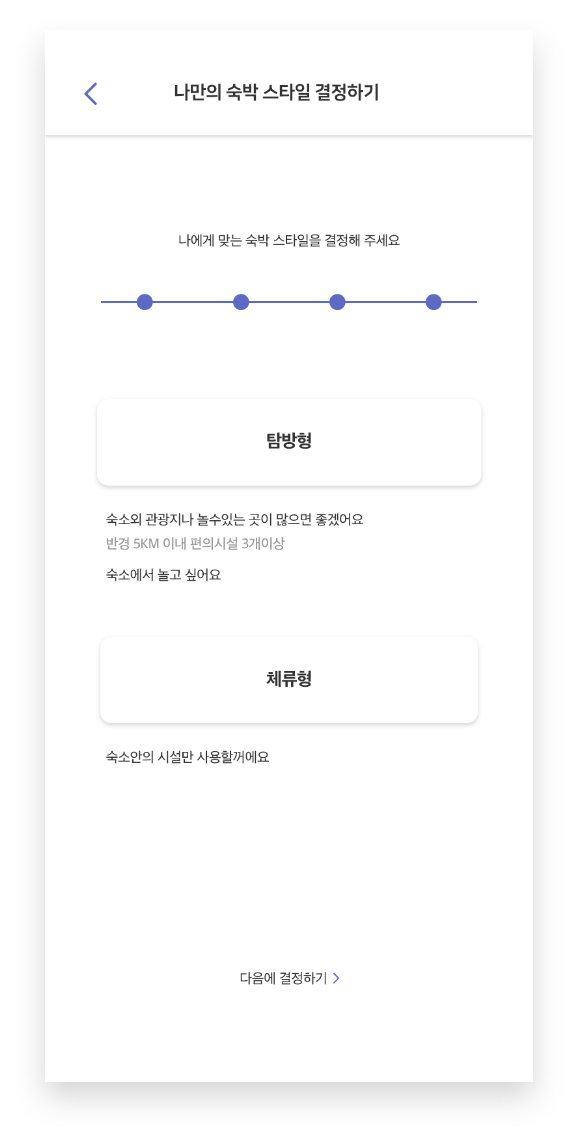 나만의 숙박 스타일 결정하기
나에게 맞는 숙박 스타일을 결정해 주세요
탐방형
숙소외 관광지나 놀수있는 곳이 많으면 좋겠어요
반경 5KM 이내 편의시설 3개이상
숙소에서 놀고 싶어요
체류형
숙소안의 시설만 사용할꺼에요
다음에 결정하기